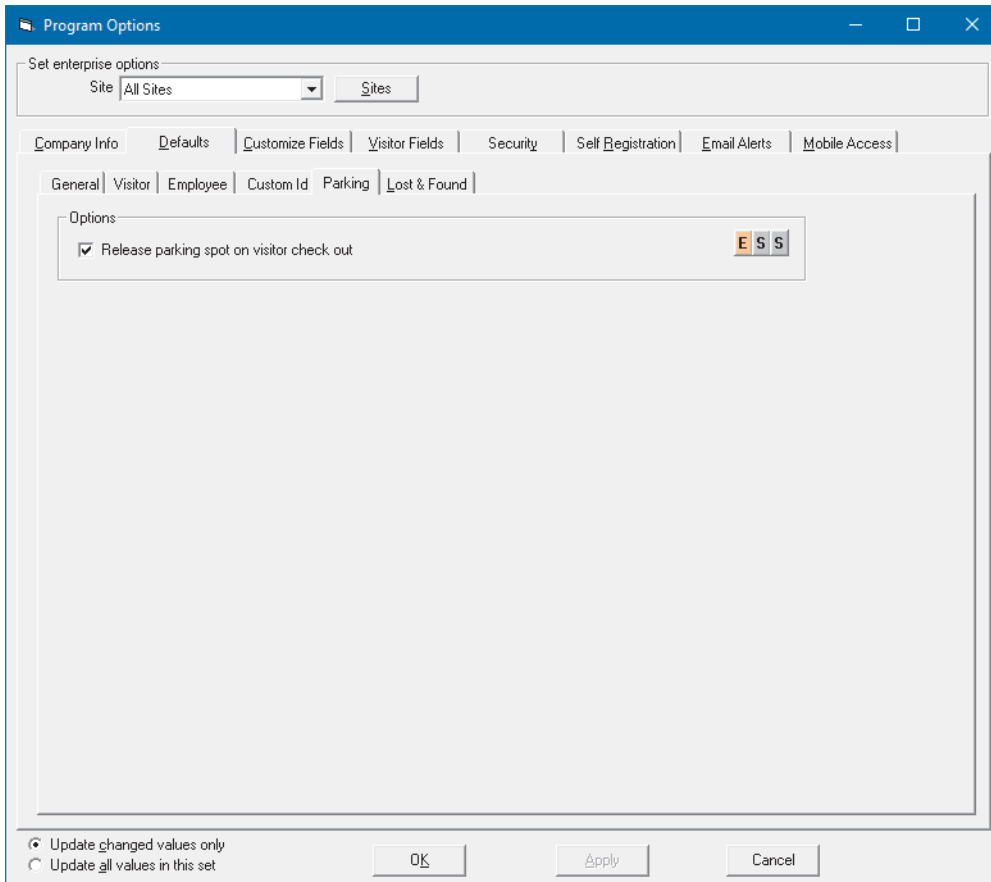 Program Options
Set enterprise options
Site All Sites Sites
Company Info Defaults Customize Fields Visitor Fields Security Self Registration Email Alerts Mobile Access
General Visitor Employee Custom Id Parking Lost & Found
Options
Release parking spot on visitor check out E S S
Update changed values only
Update all values in this set
OK Apply Cancel